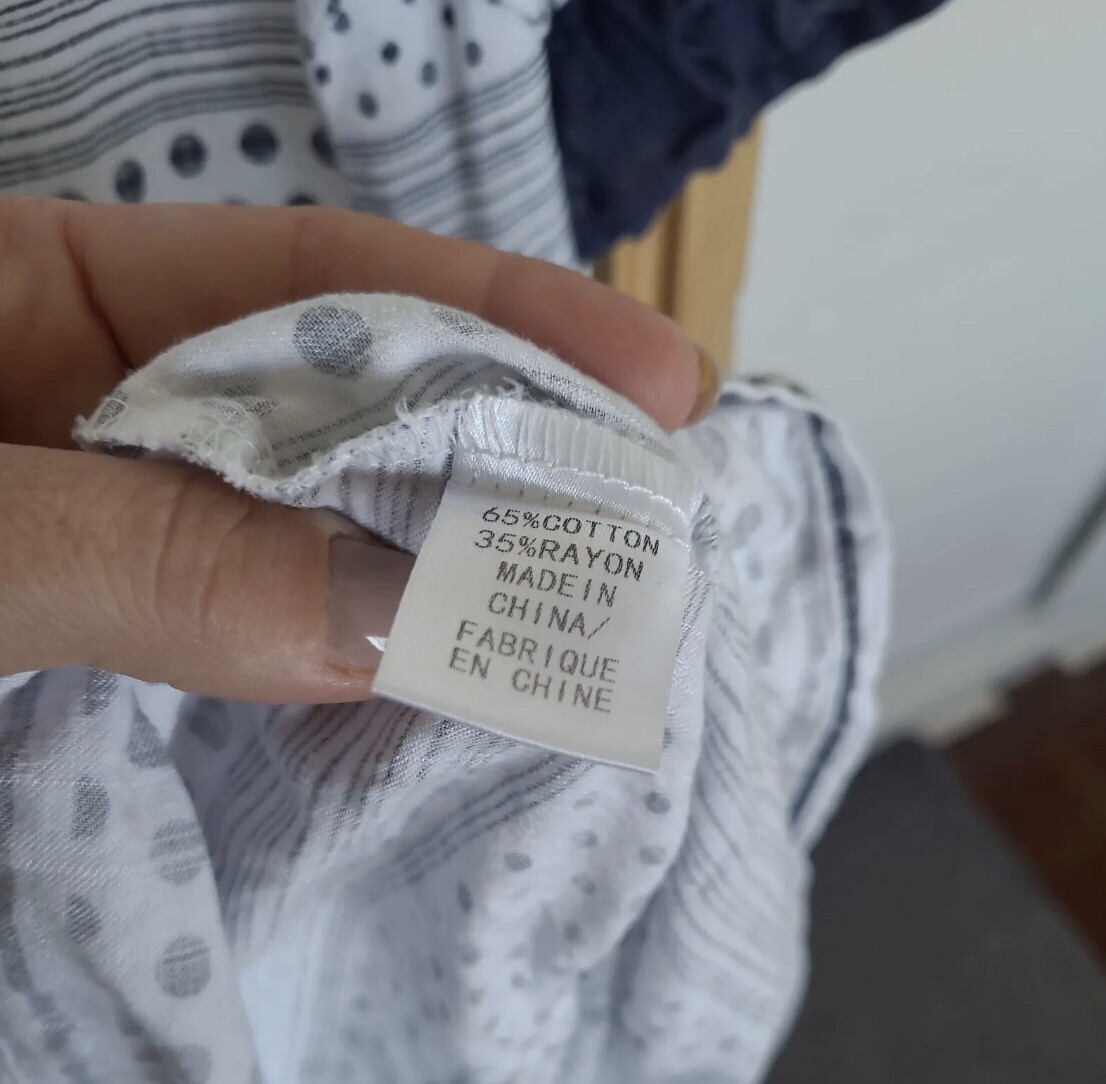 65%COTTON
35%RAYON
MADE IN
CHINA/
FABRIQUE
EN CHINE